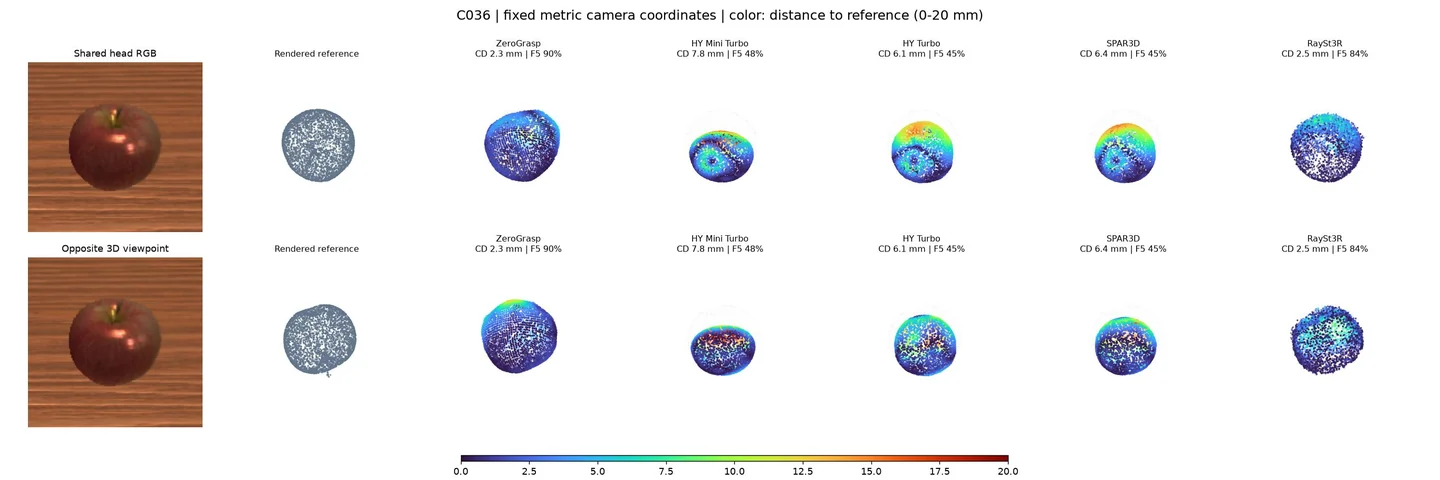 C036 | fixed metric camera coordinates | color: distance to reference (0-20 mm)
Shared head RGB
Rendered reference
ZeroGrasp
CD 2.3 mm | F5 90%
HY Mini Turbo
CD 7.8 mm | F5 48%
HY Turbo
CD 6.1 mm | F5 45%
SPAR3D
CD 6.4 mm | F5 45%
RaySt3R
CD 2.5 mm | F5 84%
Opposite 3D viewpoint
Rendered reference
ZeroGrasp
CD 2.3 mm | F5 90%
HY Mini Turbo
CD 7.8 mm | F5 48%
HY Turbo
CD 6.1 mm | F5 45%
SPAR3D
CD 6.4 mm | F5 45%
RaySt3R
CD 2.5 mm | F5 84%
0.0 2.5 5.0 7.5 10.0 12.5 15.0 17.5 20.0